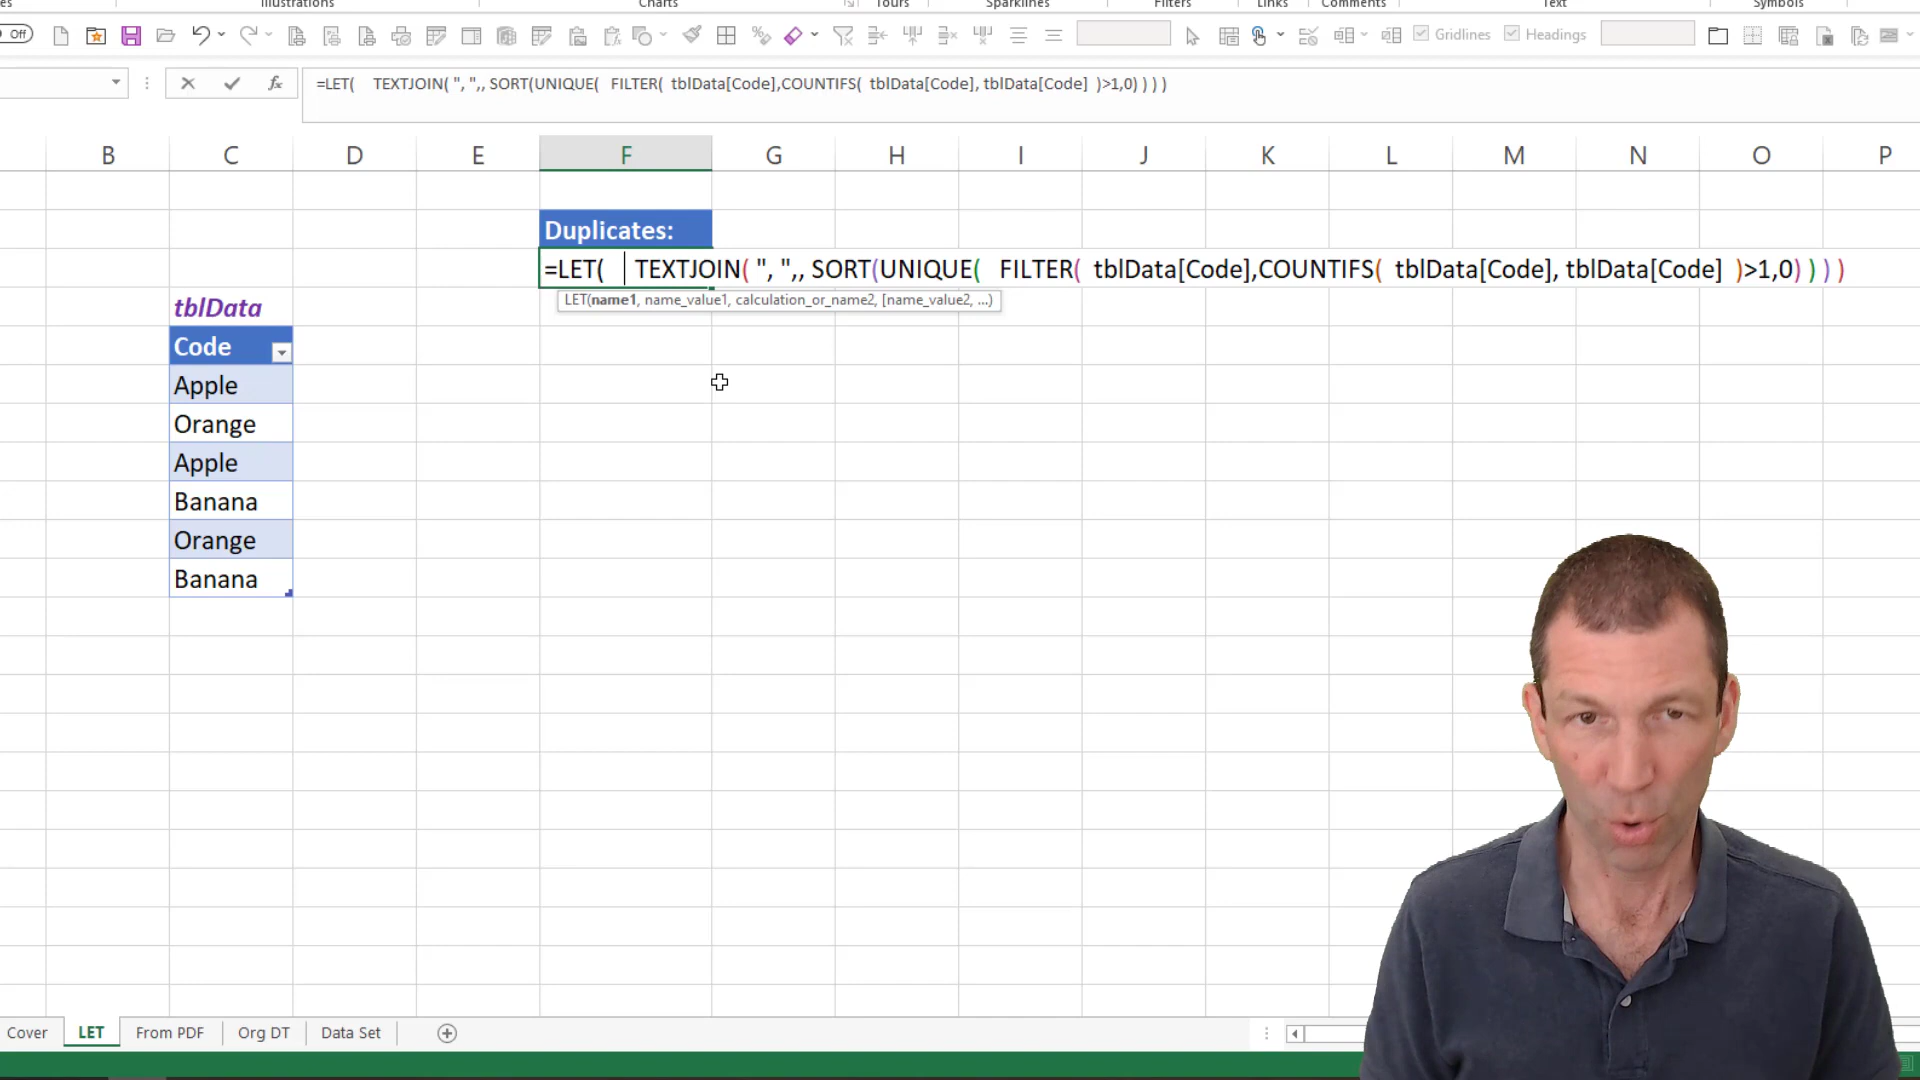 Illustrations Charts Tours Sparklines Filters Links Comments Text Symbols
Off Gridlines Headings
=LET( TEXTJOIN( ", ",, SORT(UNIQUE( FILTER( tblData[Code],COUNTIFS( tblData[Code], tblData[Code] )>1,0) ) ) )
B C D E F G H I J K L M N O P
Duplicates:
=LET( TEXTJOIN( ", ",, SORT(UNIQUE( FILTER( tblData[Code],COUNTIFS( tblData[Code], tblData[Code] )>1,0) ) ) )
LET(name1, name_value1, calculation_or_name2, [name_value2, ...)
tblData
Code
Apple
Orange
Apple
Banana
Orange
Banana
Cover LET From PDF Org DT Data Set